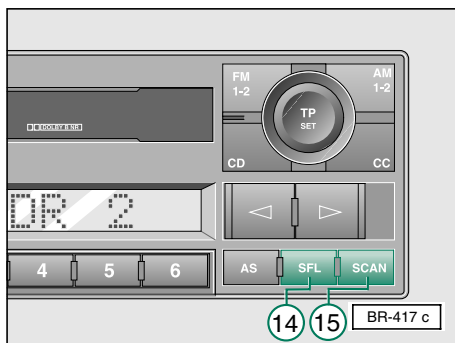 FM
1-2
AM
1-2
TP
SET
DOLBY B NR
CD
CC
DR 2
4 5 6 AS SFL SCAN
14 15 BR-417 c